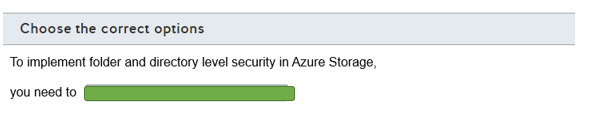 Choose the correct options
To implement folder and directory level security in Azure Storage,
you need to